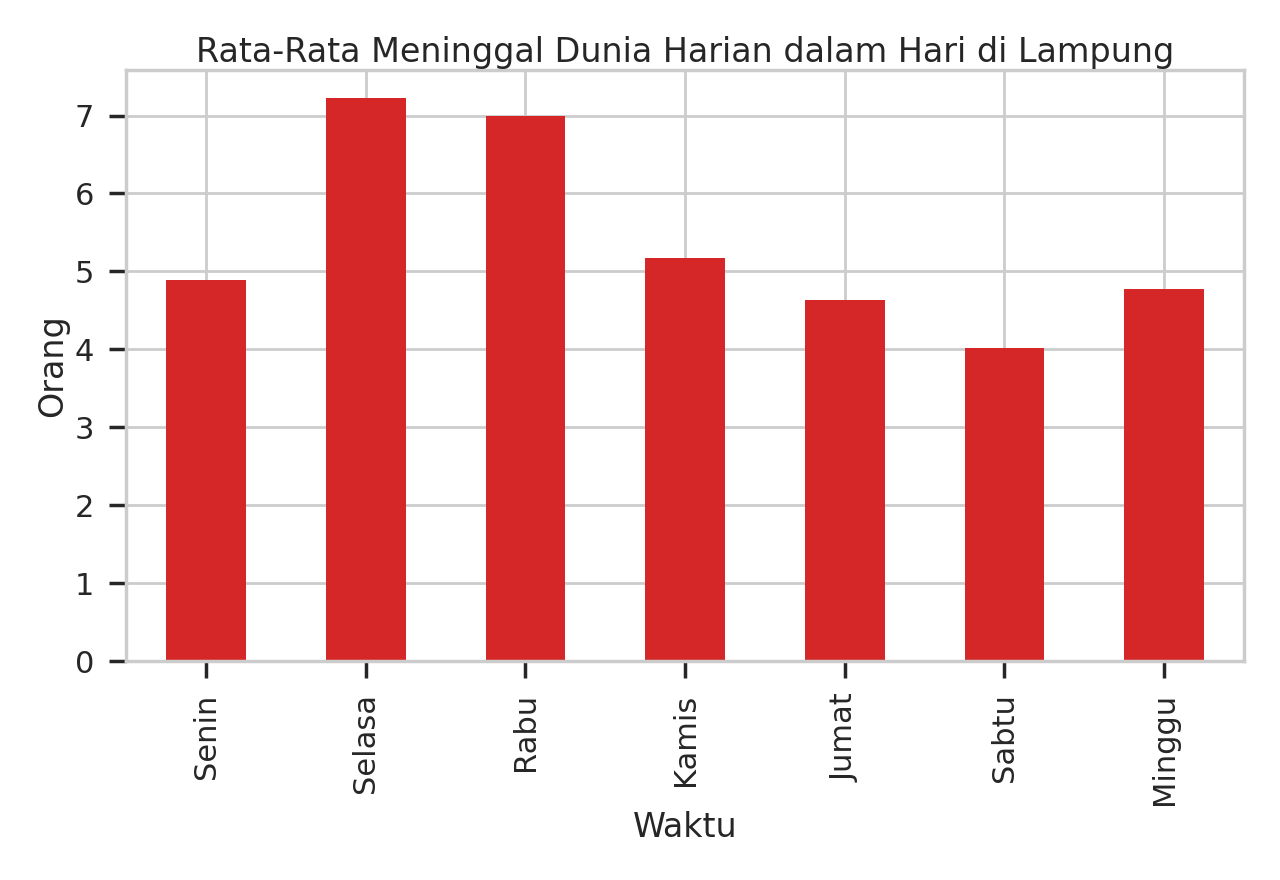 Rata-Rata Meninggal Dunia Harian dalam Hari di Lampung
7
6
5
4
3
2
1
0
Orang
Senin
Selasa
Rabu
Kamis
Jumat
Sabtu
Minggu
Waktu